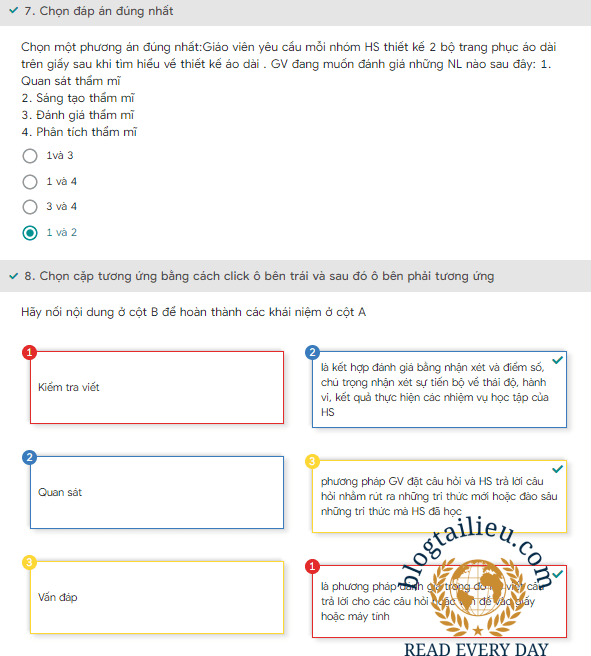 7. Chọn đáp án đúng nhất
Chọn một phương án đúng nhất:Giáo viên yêu cầu mỗi nhóm HS thiết kế 2 bộ trang phục áo dài
trên giấy sau khi tìm hiểu về thiết kế áo dài . GV đang muốn đánh giá những NL nào sau đây: 1.
Quan sát thẩm mĩ
2. Sáng tạo thẩm mĩ
3. Đánh giá thẩm mĩ
4. Phân tích thẩm mĩ
1và 3
1 và 4
3 và 4
1 và 2
8. Chọn cặp tương ứng bằng cách click ô bên trái và sau đó ô bên phải tương ứng
Hãy nối nội dung ở cột B để hoàn thành các khái niệm ở cột A
1
Kiểm tra viết
2
là kết hợp đánh giá bằng nhận xét và điểm số,
chú trọng nhận xét sự tiến bộ về thái độ, hành
vi, kết quả thực hiện các nhiệm vụ học tập của
HS
2
Quan sát
3
phương pháp GV đặt câu hỏi và HS trả lời câu
hỏi nhằm rút ra những tri thức mới hoặc đào sâu
những tri thức mà HS đã học
3
Vấn đáp
1
là phương pháp đánh giá trong đó viết câu
trả lời cho các câu hỏi hoặc vấn đề vào giấy
hoặc máy tính
blogtailieu.com
READ EVERY DAY